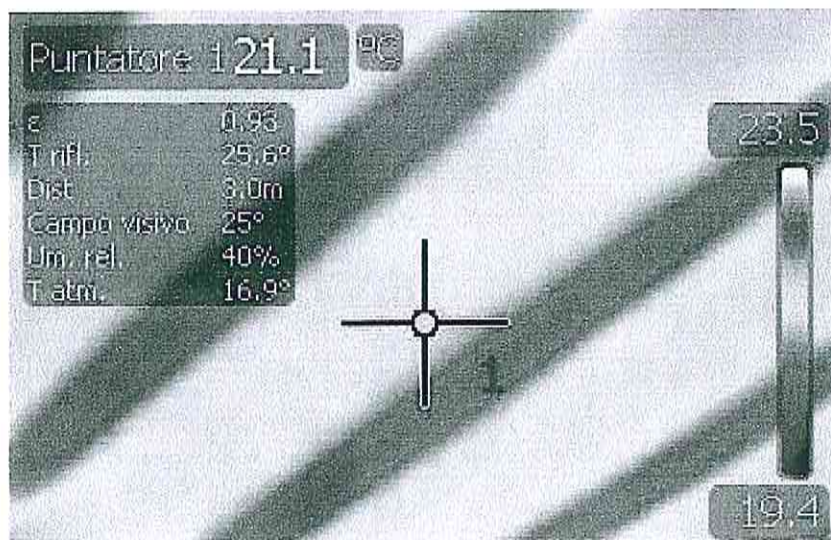 Puntatore 1 21.1 °C
ε 0.95
T rifl. 25.6°
Dist 3.0m
Campo visivo 25°
Um. rel. 40%
T atm. 16.9°
23.5
1
19.4